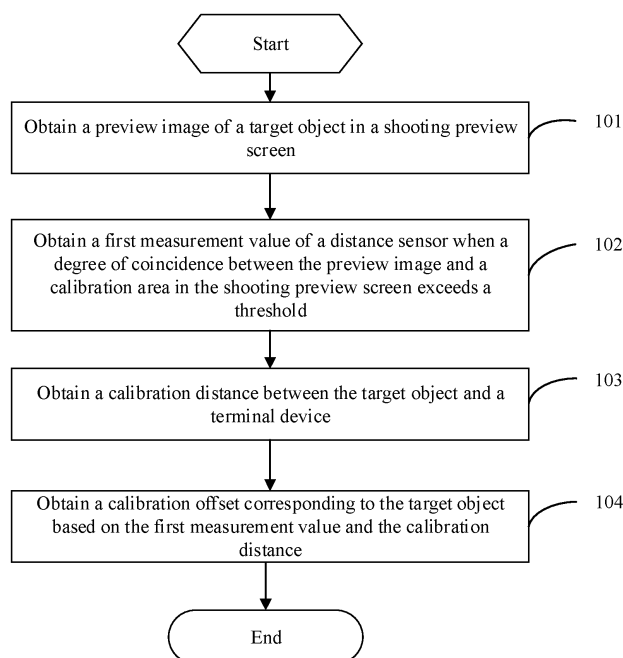 Start
Obtain a preview image of a target object in a shooting preview
screen
101
Obtain a first measurement value of a distance sensor when a
degree of coincidence between the preview image and a
calibration area in the shooting preview screen exceeds a
threshold
102
Obtain a calibration distance between the target object and a
terminal device
103
Obtain a calibration offset corresponding to the target object
based on the first measurement value and the calibration
distance
104
End